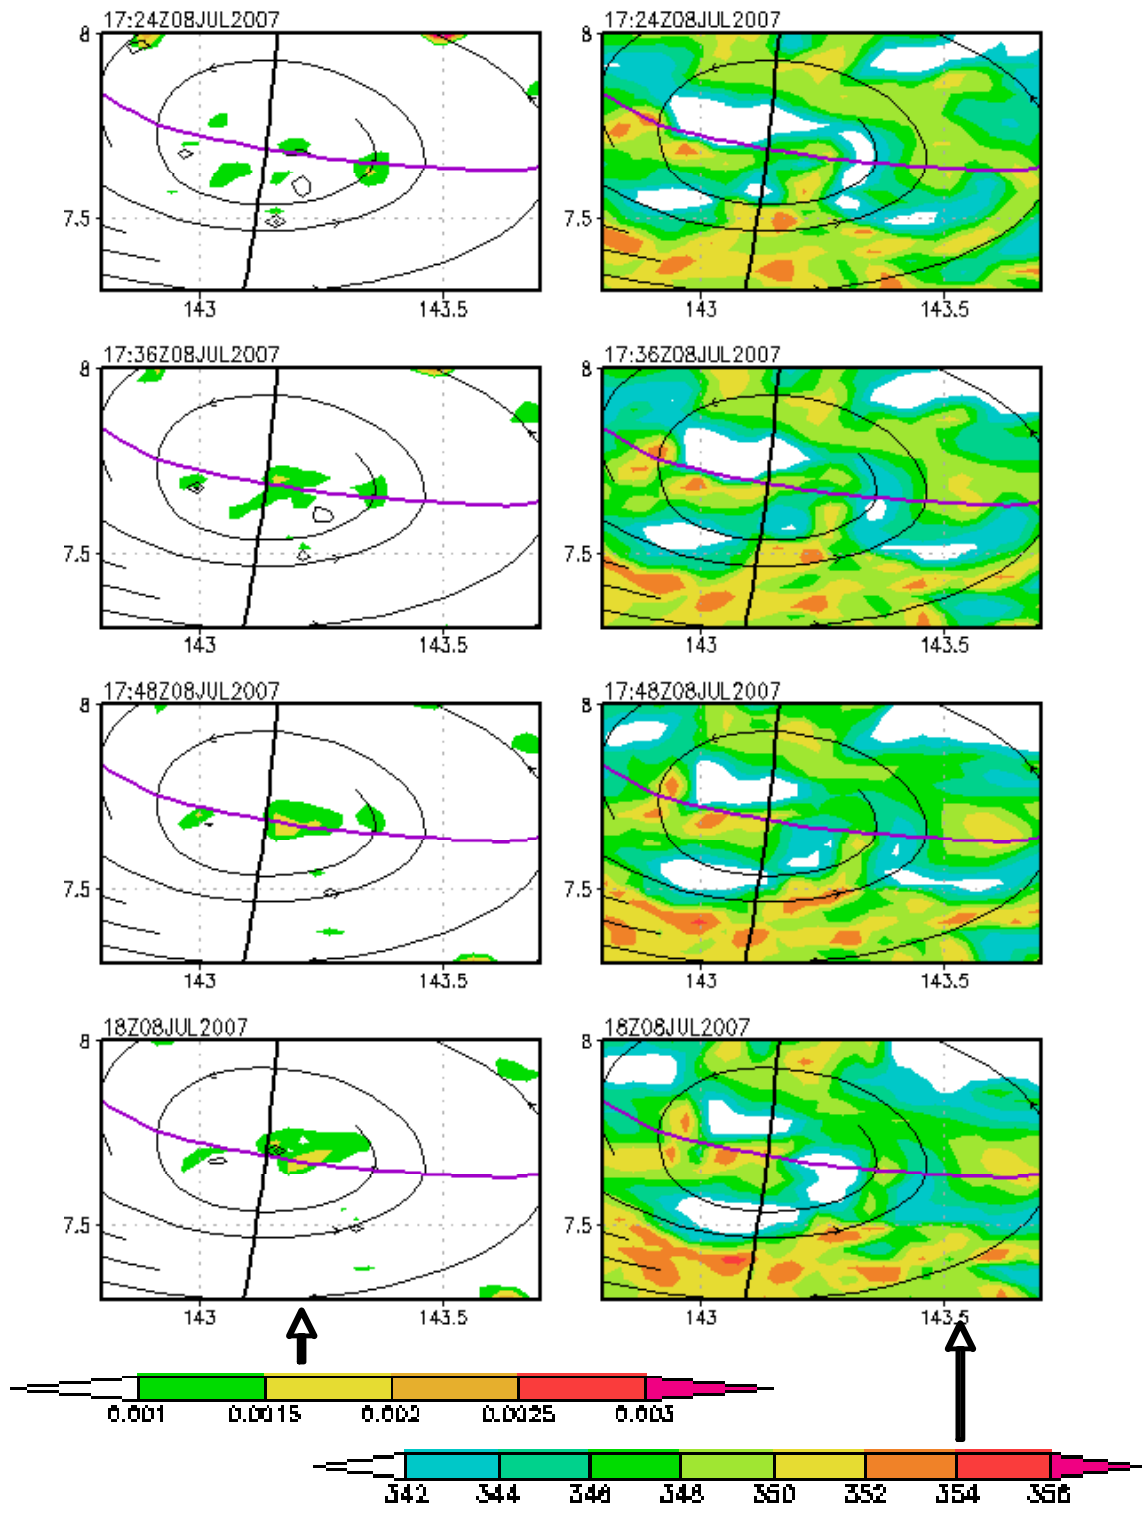 17:24Z08JUL2007 17:24Z08JUL2007
8
7.5 7.5
143 143.5 143 143.5
17:36Z08JUL2007 17:36Z08JUL2007
8 8
7.5 7.5
143 143.5 143 143.5
17:48Z08JUL2007 17:48Z08JUL2007
8 8
7.5 7.5
143 143.5 143 143.5
18Z08JUL2007 18Z08JUL2007
8 8
7.5 7.5
143 143.5 143 143.5
0.001 0.0015 0.002 0.0025 0.003
342 344 346 348 350 352 354 356